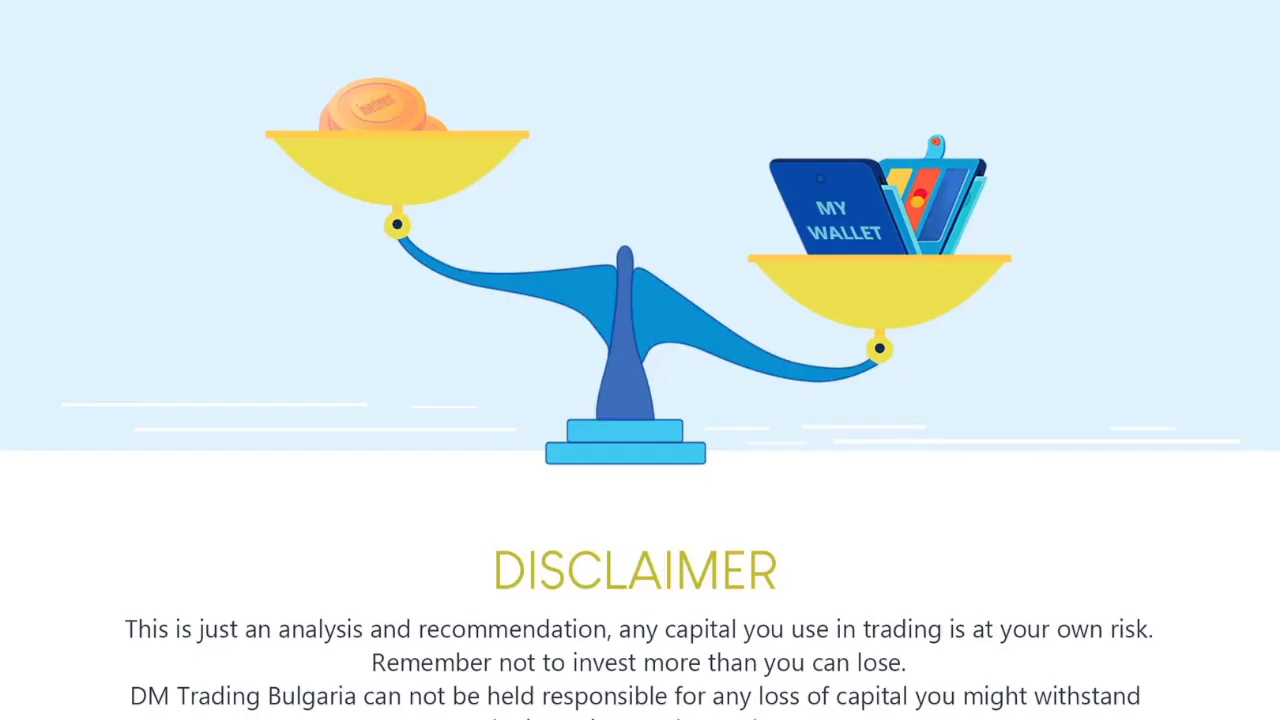 investment
MY
WALLET
DISCLAIMER
This is just an analysis and recommendation, any capital you use in trading is at your own risk.
Remember not to invest more than you can lose.
DM Trading Bulgaria can not be held responsible for any loss of capital you might withstand